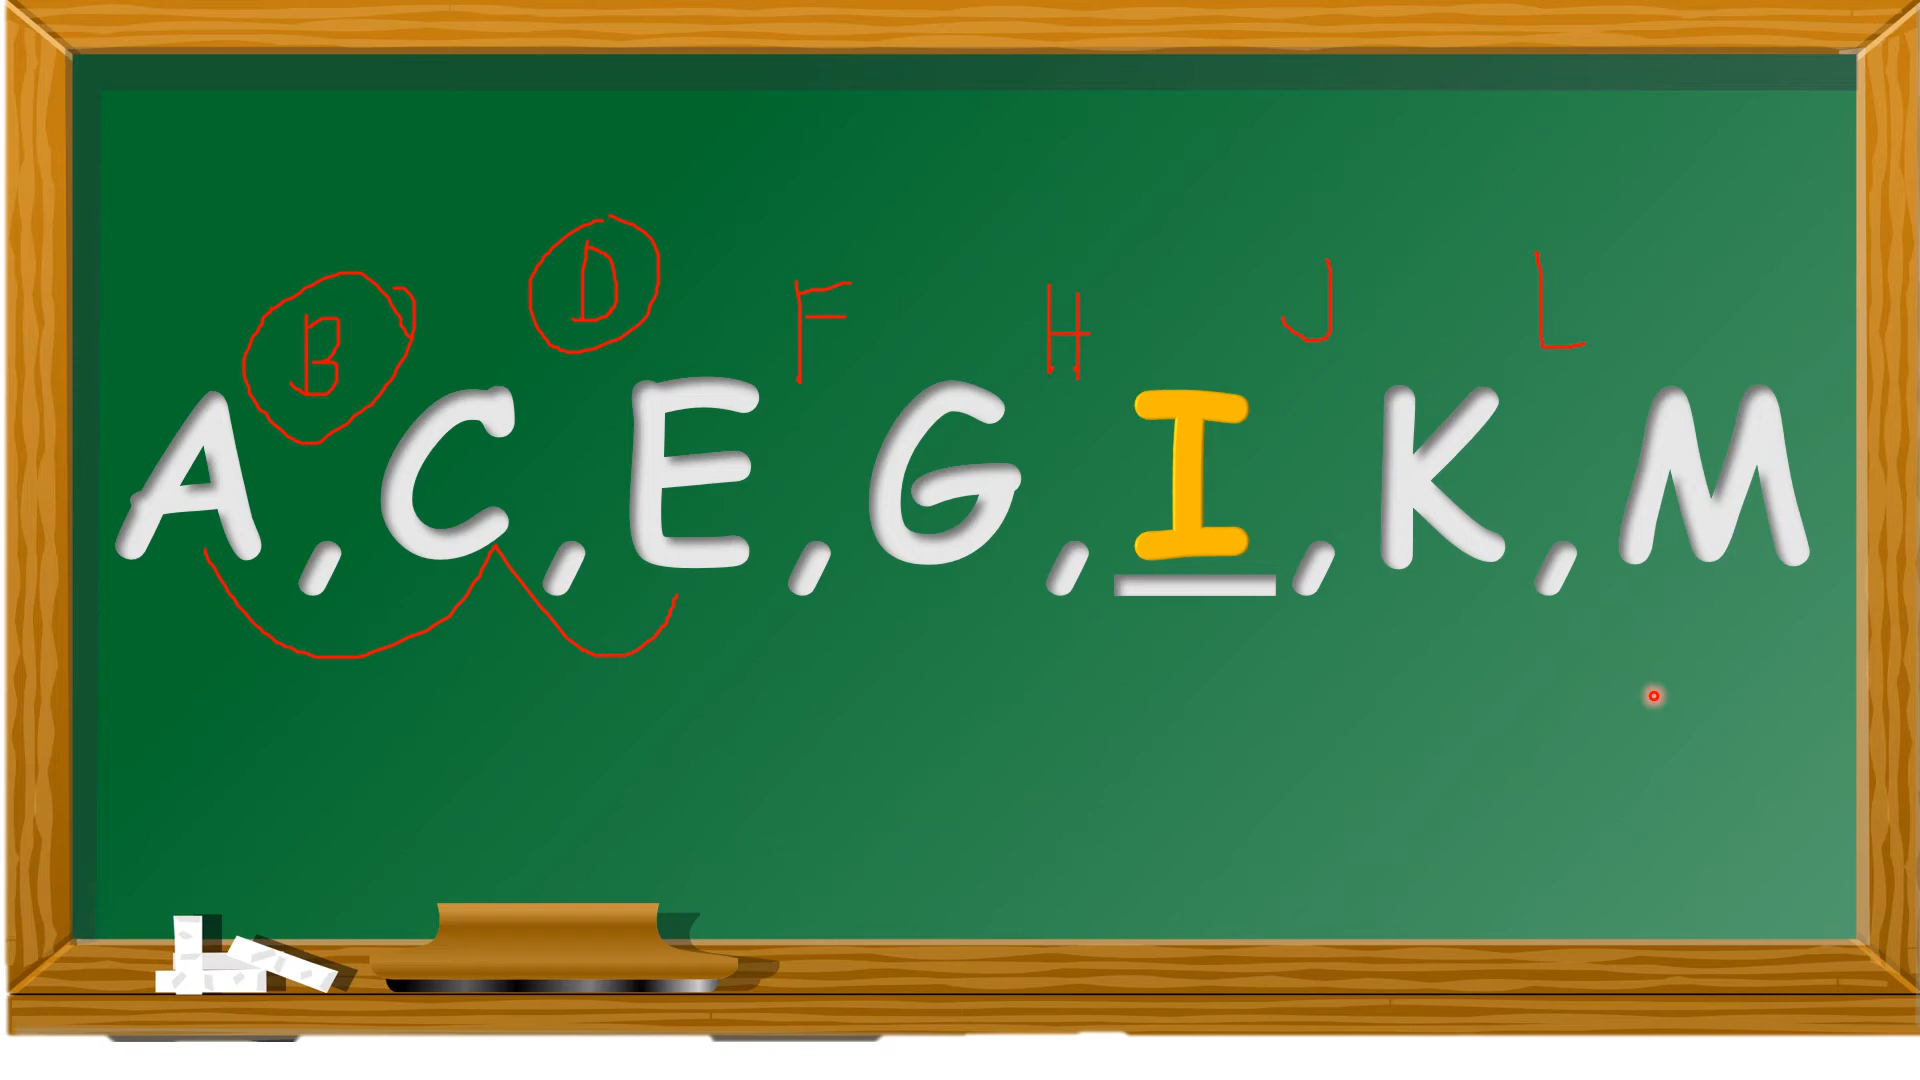 B D F H J L
A, C, E, G, I, K, M